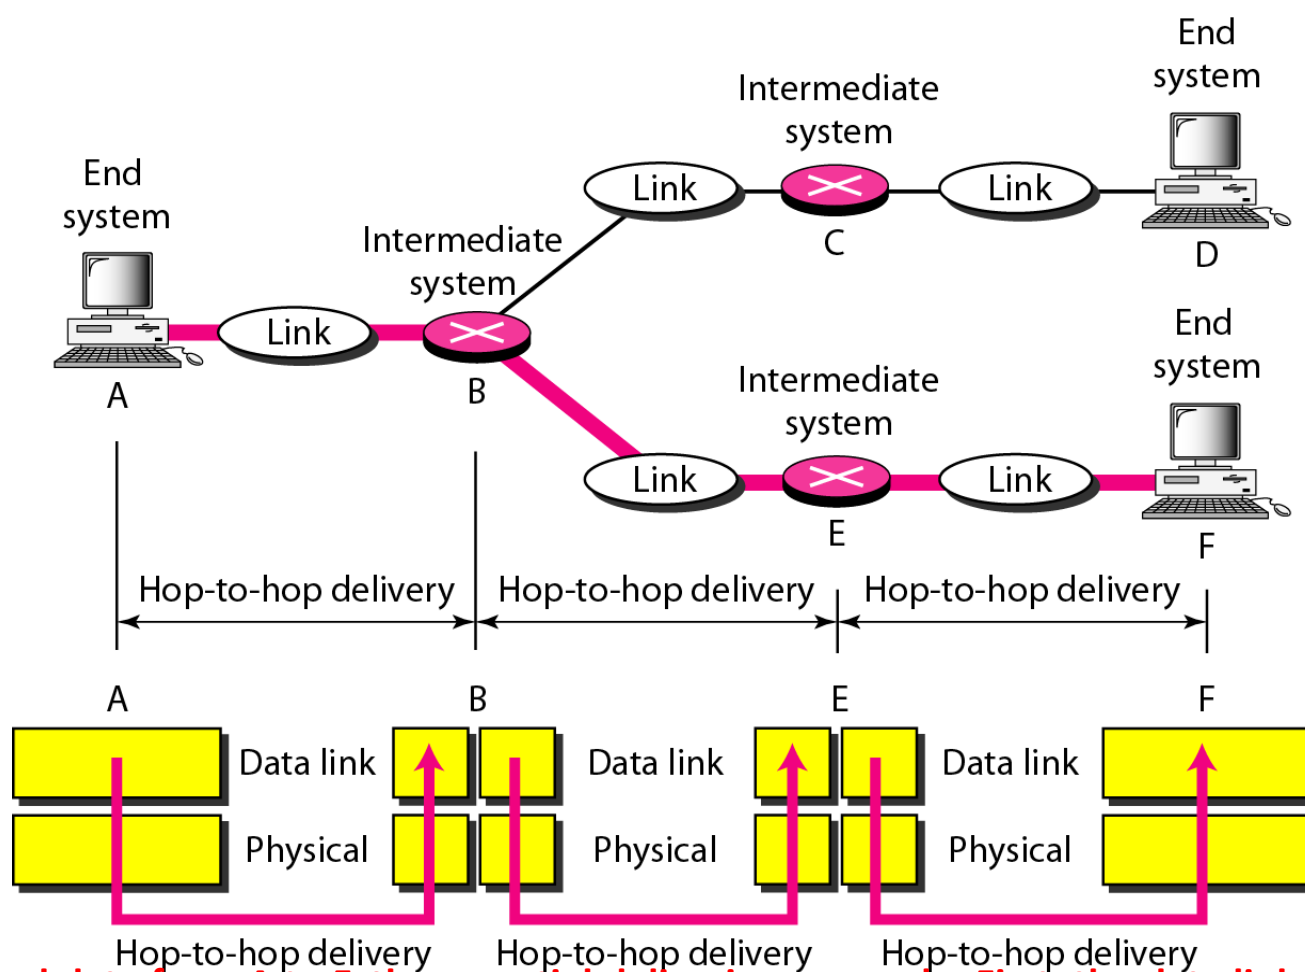 End
system
Intermediate
system
End
system
Link
Link
C
D
Intermediate
system
Link
A
B
End
system
Intermediate
system
Link
Link
E
F
Hop-to-hop delivery
Hop-to-hop delivery
Hop-to-hop delivery
A
B
E
F
Data link
Data link
Data link
Physical
Physical
Physical
Hop-to-hop delivery
Hop-to-hop delivery
Hop-to-hop delivery